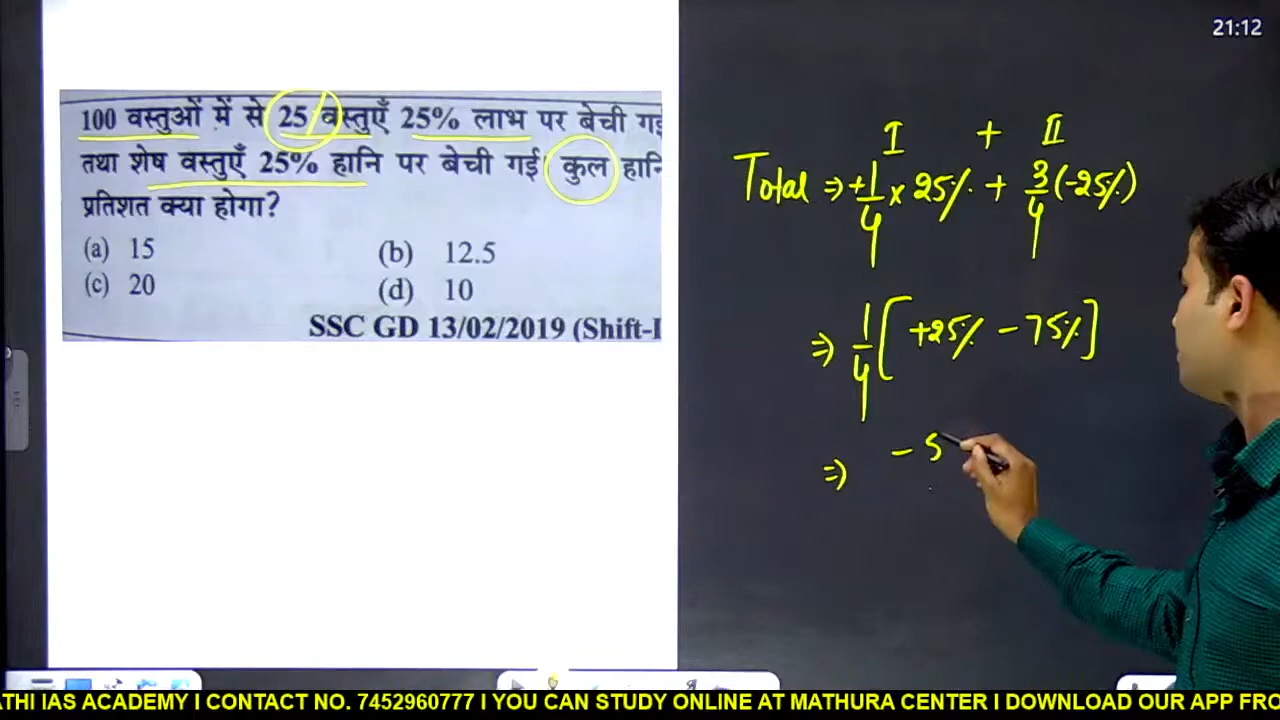 21:12
100 वस्तुओं में से 25 वस्तुएँ 25% लाभ पर बेची
तथा शेष वस्तुएँ 25% हानि पर बेची गई कुल
प्रतिशत क्या होगा?
(a) 15 (b) 12.5
(c) 20 (d) 10
SSC GD 13/02/2019 (Shift-I
I + II
Total ⇒ +1/4 × 25% + 3/4 (-25%)
⇒ 1/4 [+25% - 75%]
⇒ - 5
ATHI IAS ACADEMY I CONTACT NO. 7452960777 I YOU CAN STUDY ONLINE AT MATHURA CENTER I DOWNLOAD OUR APP FRO